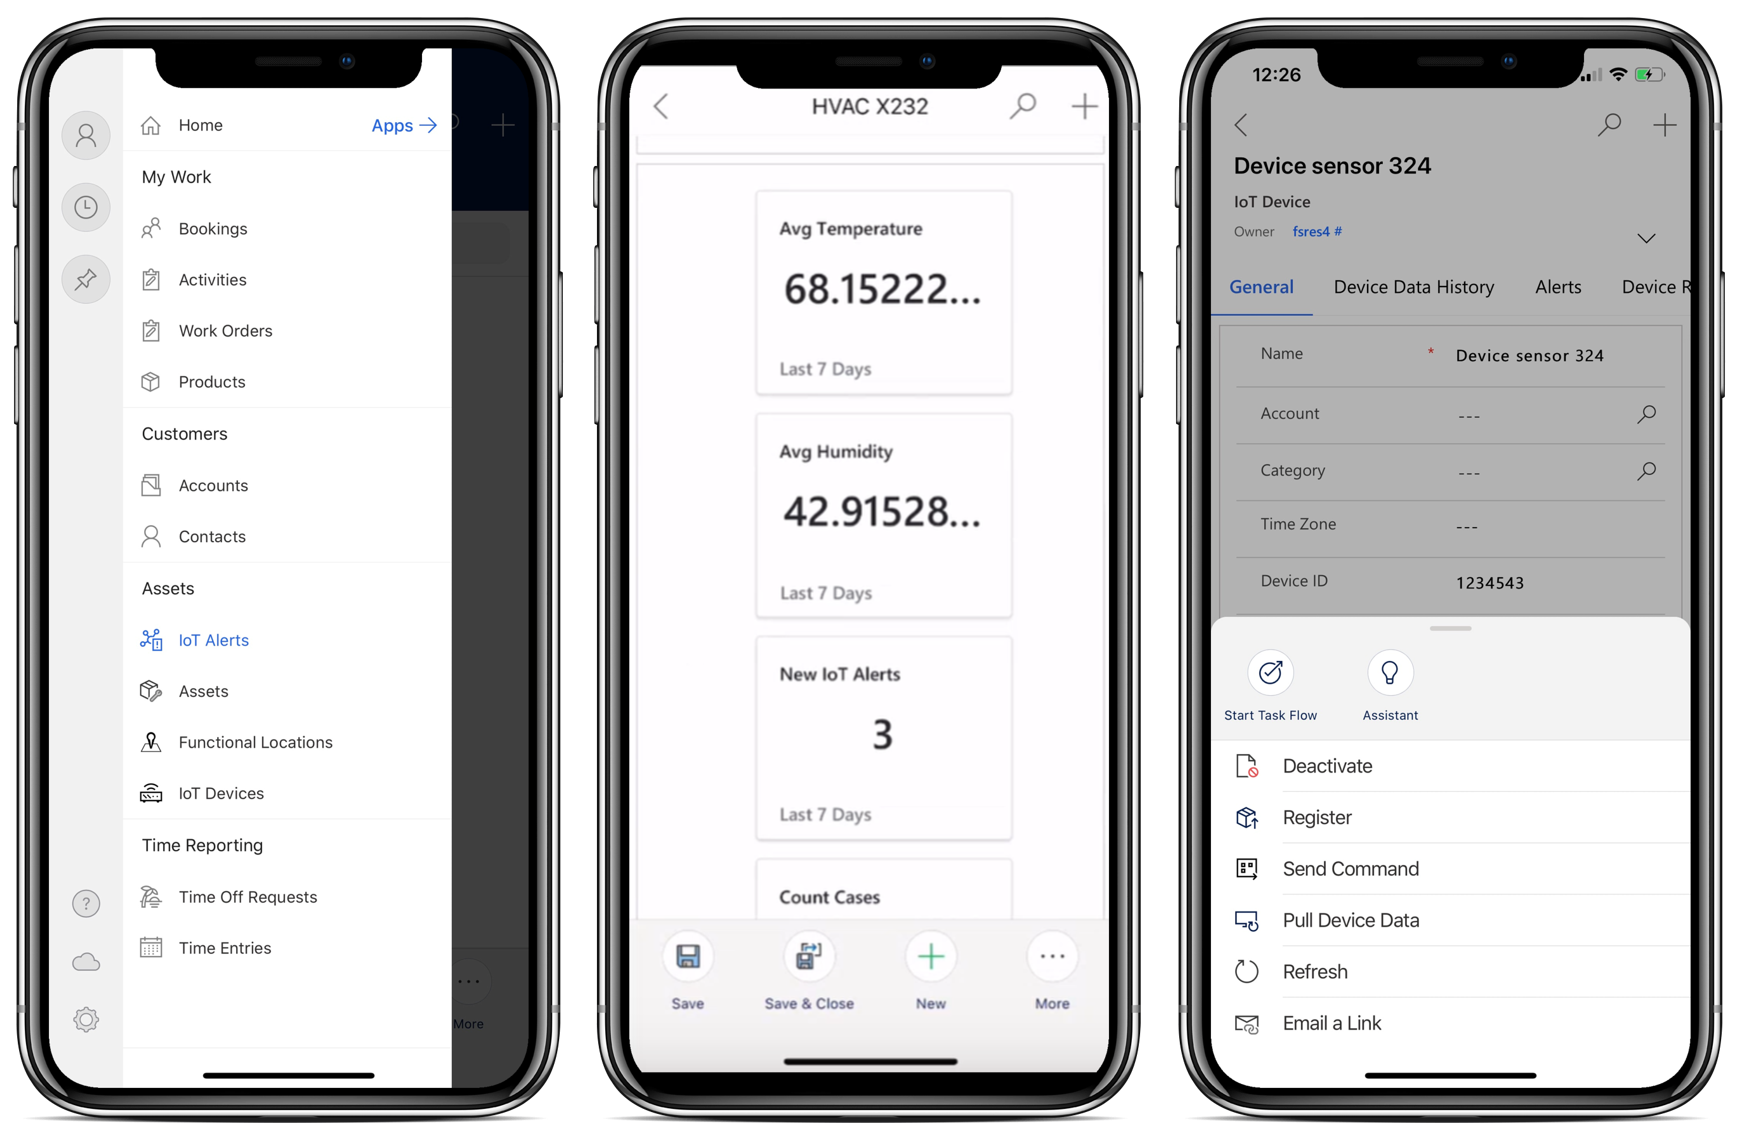 Home
Apps →
My Work
Bookings
Activities
Work Orders
Products
Customers
Accounts
Contacts
Assets
IoT Alerts
Assets
Functional Locations
IoT Devices
Time Reporting
Time Off Requests
Time Entries
More
HVAC X232
Avg Temperature
68.15222...
Last 7 Days
Avg Humidity
42.91528...
Last 7 Days
New IoT Alerts
3
Last 7 Days
Count Cases
Save
Save & Close
New
More
12:26
Device sensor 324
IoT Device
Owner fsres4 #
General Device Data History Alerts Device R
Name * Device sensor 324
Account ---
Category ---
Time Zone ---
Device ID 1234543
Start Task Flow
Assistant
Deactivate
Register
Send Command
Pull Device Data
Refresh
Email a Link